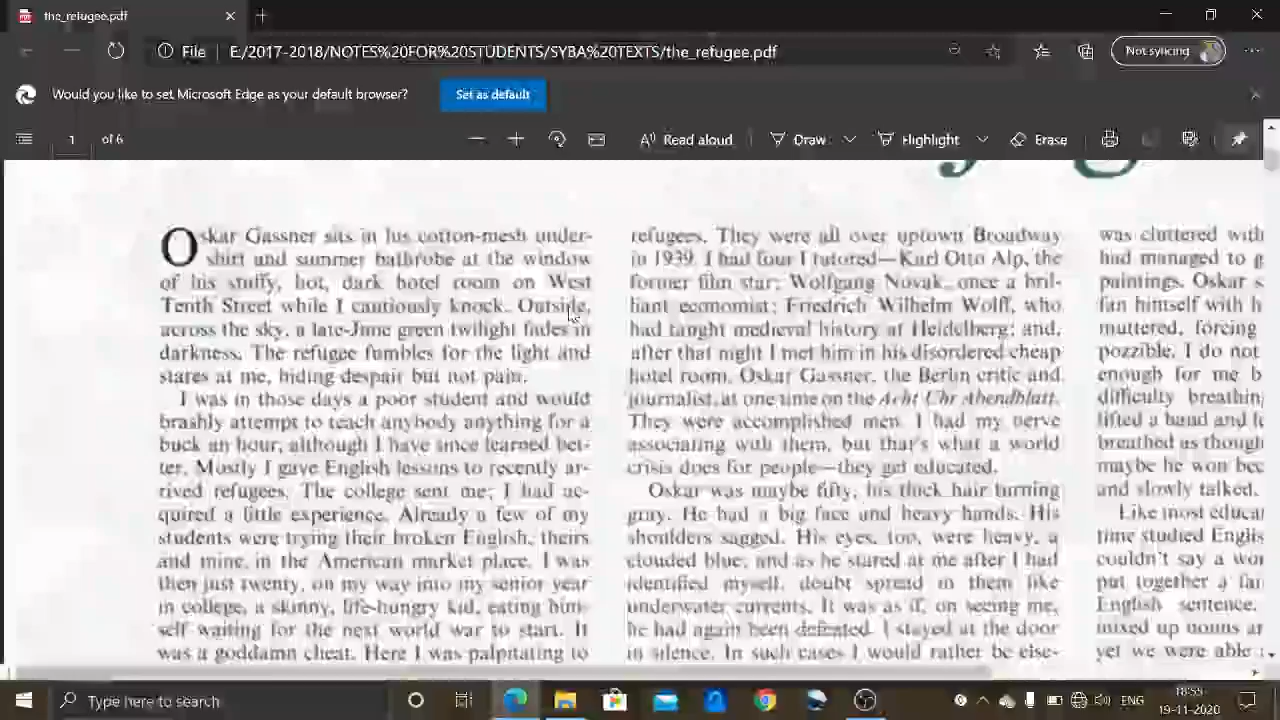 the_refugee.pdf
File | E:/2017-2018/NOTES%20FOR%20STUDENTS/SYBA%20TEXTS/the_refugee.pdf
Not syncing
Would you like to set Microsoft Edge as your default browser?
Set as default
1 of 6
Read aloud
Draw
Highlight
Erase
Oskar Gassner sits in his cotton-mesh under-
shirt and summer bathrobe at the window
of his stuffy, hot, dark hotel room on West
Tenth Street while I cautiously knock. Outside,
across the sky, a late-June green twilight fades in
darkness. The refugee fumbles for the light and
stares at me, hiding despair but not pain.
I was in those days a poor student and would
brashly attempt to teach anybody anything for a
buck an hour, although I have since learned bet-
ter. Mostly I gave English lessons to recently ar-
rived refugees. The college sent me; I had ac-
quired a little experience. Already a few of my
students were trying their broken English, theirs
and mine, in the American market place. I was
then just twenty, on my way into my senior year
in college, a skinny, life-hungry kid, eating him-
self waiting for the next world war to start. It
was a goddamn cheat. Here I was palpitating to
refugees. They were all over uptown Broadway
in 1939. I had four I tutored—Karl Otto Alp, the
former film star; Wolfgang Novak, once a bril-
liant economist; Friedrich Wilhelm Wolff, who
had taught medieval history at Heidelberg; and,
after that night I met him in his disordered cheap
hotel room, Oskar Gassner, the Berlin critic and
journalist, at one time on the Acht Uhr Abendblatt.
They were accomplished men. I had my nerve
associating with them, but that's what a world
crisis does for people—they get educated.
Oskar was maybe fifty, his thick hair turning
gray. He had a big face and heavy hands. His
shoulders sagged. His eyes, too, were heavy, a
clouded blue; and as he stared at me after I had
identified myself, doubt spread in them like
underwater currents. It was as if, on seeing me,
he had again been defeated. I stayed at the door
in silence. In such cases I would rather be else-
was cluttered with
had managed to
paintings. Oskar
fan himself with
muttered, forcing
pozzible. I do not
enough for me
difficulty breathin
lifted a hand and
breathed as though
maybe he won
and slowly talked.
Like most
time studied
couldn't say a
put together a
English sentence.
mixed up nouns
yet we were able
Type here to search
ENG
18:59
19-11-2020